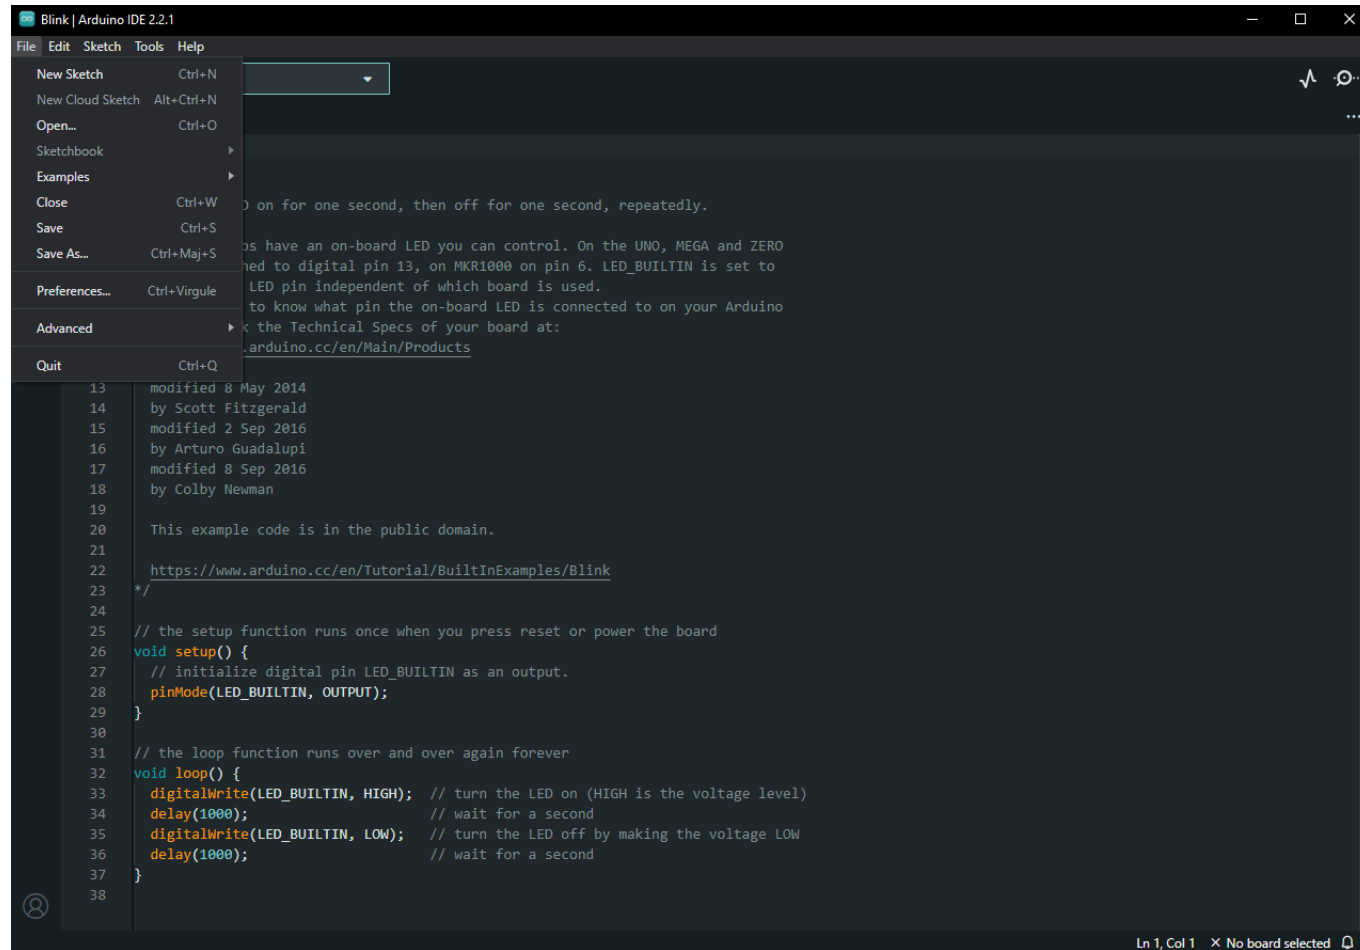 Blink | Arduino IDE 2.2.1
File Edit Sketch Tools Help
New Sketch Ctrl+N
New Cloud Sketch Alt+Ctrl+N
Open... Ctrl+O
Sketchbook
Examples
Close Ctrl+W
Save Ctrl+S
Save As... Ctrl+Maj+S
Preferences... Ctrl+Virgule
Advanced
Quit Ctrl+Q
on for one second, then off for one second, repeatedly.
have an on-board LED you can control. On the UNO, MEGA and ZERO
to digital pin 13, on MKR1000 on pin 6. LED_BUILTIN is set to
LED pin independent of which board is used.
to know what pin the on-board LED is connected to on your Arduino
the Technical Specs of your board at:
.arduino.cc/en/Main/Products
13 modified 8 May 2014
14 by Scott Fitzgerald
15 modified 2 Sep 2016
16 by Arturo Guadalupi
17 modified 8 Sep 2016
18 by Colby Newman
19
20 This example code is in the public domain.
21
22 https://www.arduino.cc/en/Tutorial/BuiltInExamples/Blink
23 */
24
25 // the setup function runs once when you press reset or power the board
26 void setup() {
27 // initialize digital pin LED_BUILTIN as an output.
28 pinMode(LED_BUILTIN, OUTPUT);
29 }
30
31 // the loop function runs over and over again forever
32 void loop() {
33 digitalWrite(LED_BUILTIN, HIGH); // turn the LED on (HIGH is the voltage level)
34 delay(1000); // wait for a second
35 digitalWrite(LED_BUILTIN, LOW); // turn the LED off by making the voltage LOW
36 delay(1000); // wait for a second
37 }
38
Ln 1, Col 1 × No board selected